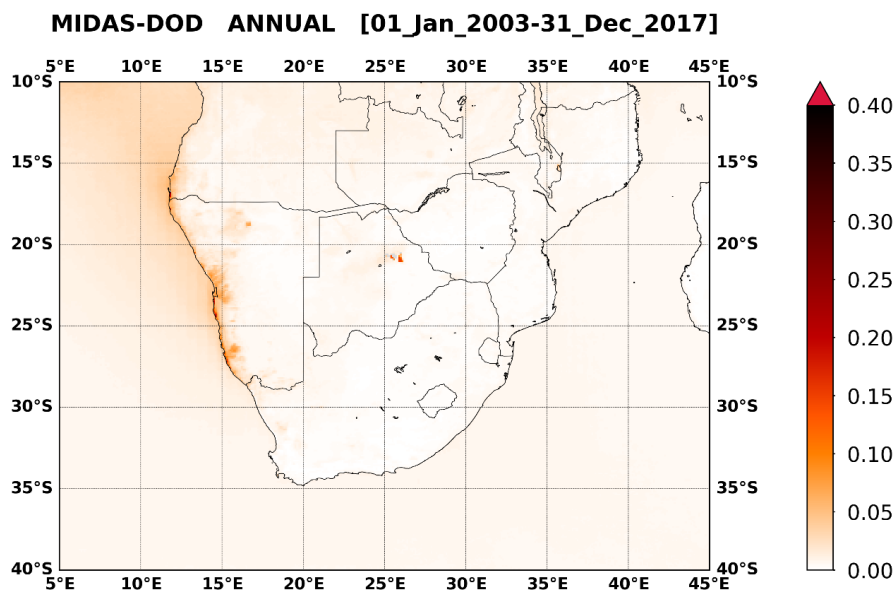 MIDAS-DOD ANNUAL [01_Jan_2003-31_Dec_2017]
5°E 10°E 15°E 20°E 25°E 30°E 35°E 40°E 45°E
10°S 10°S
0.40
15°S 15°S
0.35
0.30
20°S 20°S
0.25
25°S 25°S
0.20
0.15
30°S 30°S
0.10
35°S 35°S
0.05
40°S 40°S
0.00
5°E 10°E 15°E 20°E 25°E 30°E 35°E 40°E 45°E